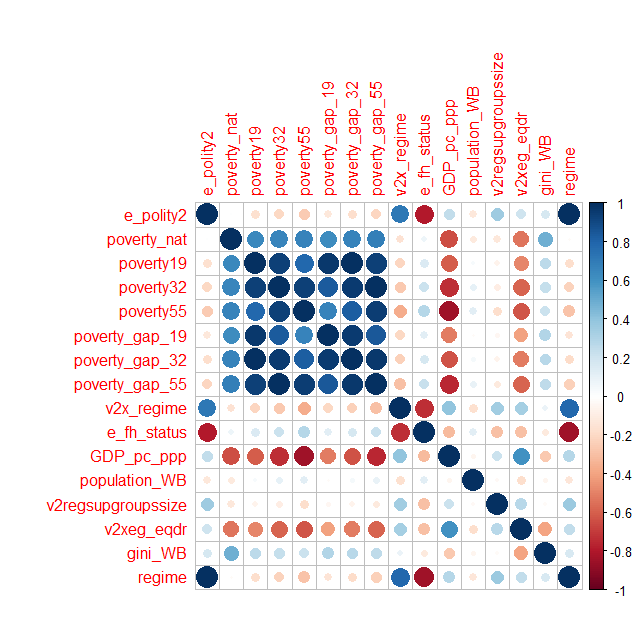 e_polity2
poverty_nat
poverty19
poverty32
poverty55
poverty_gap_19
poverty_gap_32
poverty_gap_55
v2x_regime
e_fh_status
GDP_pc_ppp
population_WB
v2regsupgroupssize
v2xeg_eqdr
gini_WB
regime
e_polity2
poverty_nat
poverty19
poverty32
poverty55
poverty_gap_19
poverty_gap_32
poverty_gap_55
v2x_regime
e_fh_status
GDP_pc_ppp
population_WB
v2regsupgroupssize
v2xeg_eqdr
gini_WB
regime
1
0.8
0.6
0.4
0.2
0
-0.2
-0.4
-0.6
-0.8
-1